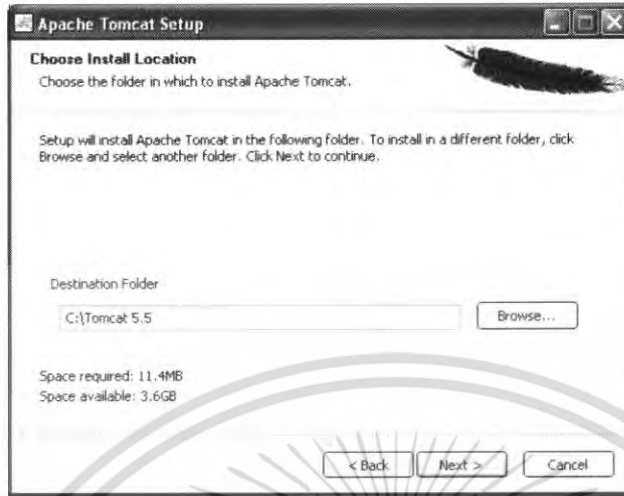 Apache Tomcat Setup
Choose Install Location
Choose the folder in which to install Apache Tomcat.
Setup will install Apache Tomcat in the following folder. To install in a different folder, click
Browse and select another folder. Click Next to continue.
Destination Folder
C:\Tomcat 5.5
Browse...
Space required: 11.4MB
Space available: 3.6GB
< Back
Next >
Cancel